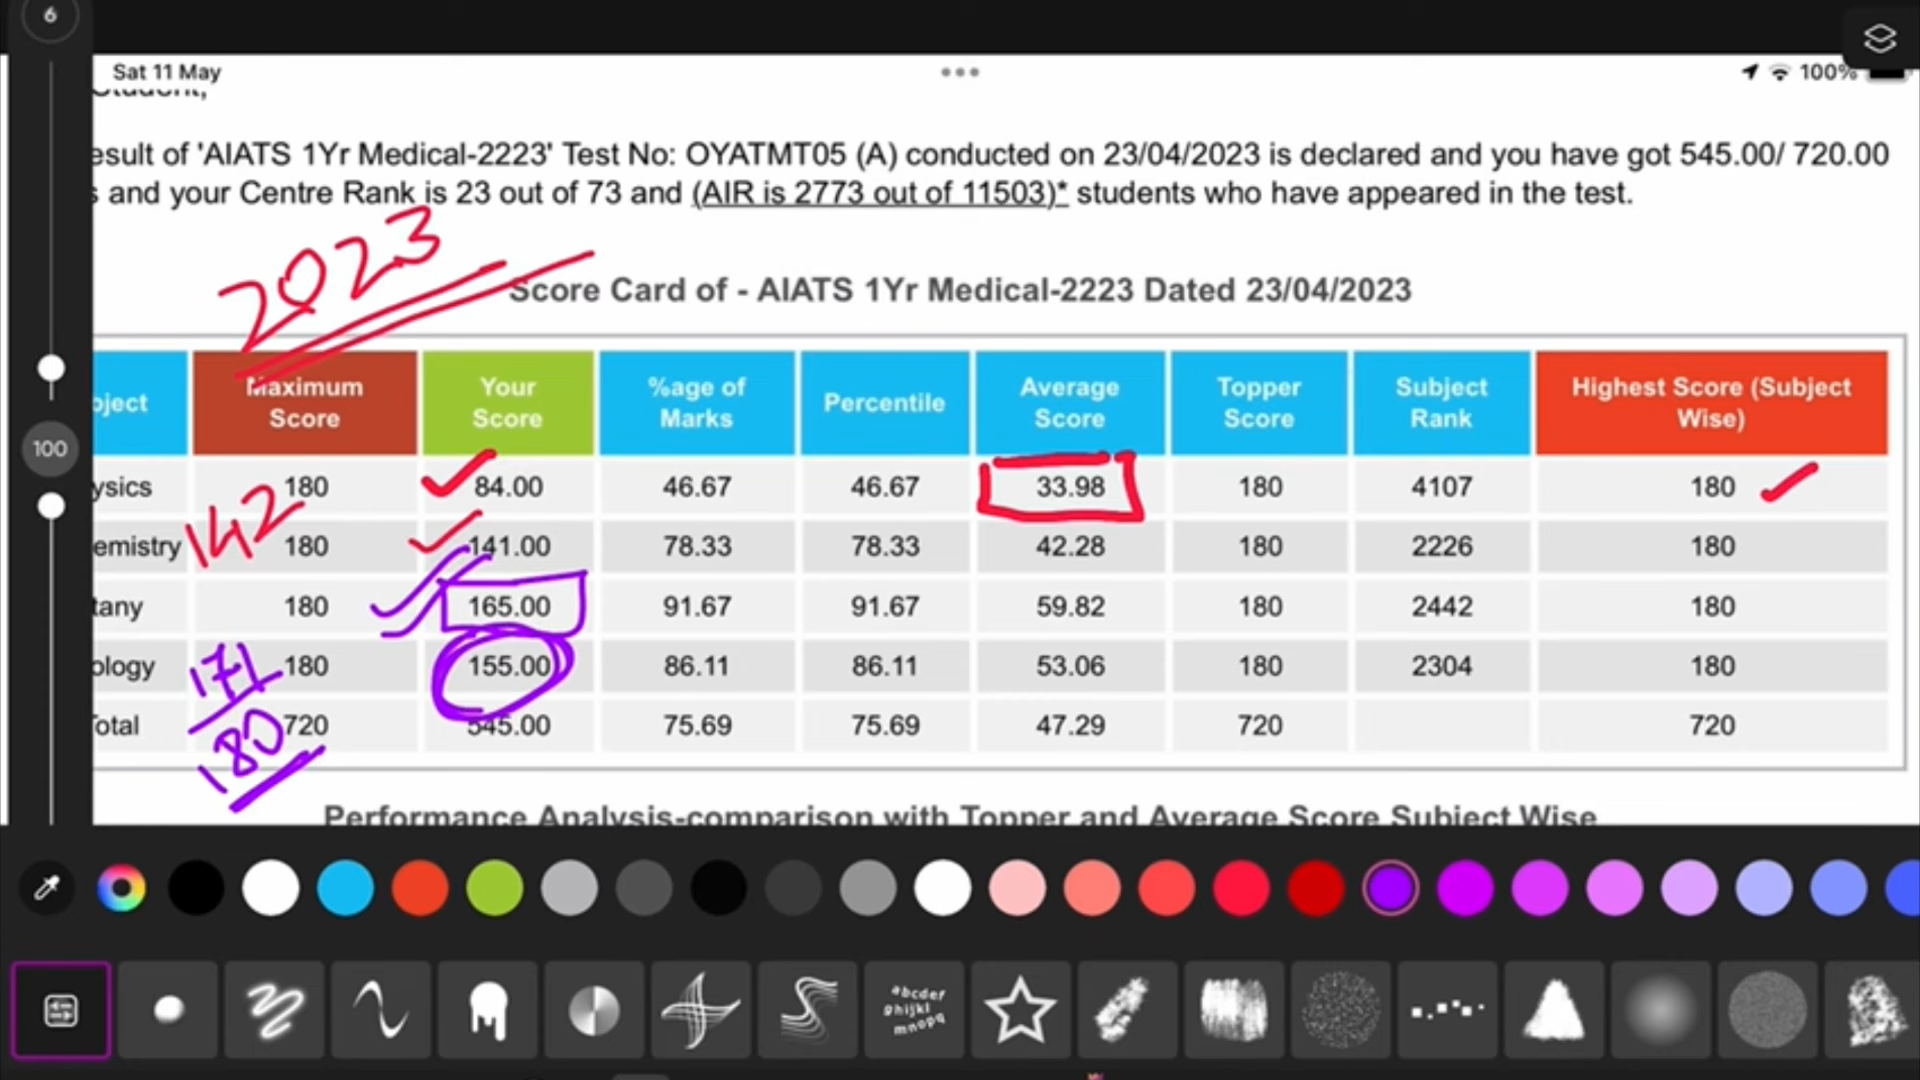 6
Sat 11 May
100%
Student,
esult of 'AIATS 1Yr Medical-2223' Test No: OYATMT05 (A) conducted on 23/04/2023 is declared and you have got 545.00/ 720.00
s and your Centre Rank is 23 out of 73 and (AIR is 2773 out of 11503)* students who have appeared in the test.
2023
Score Card of - AIATS 1Yr Medical-2223 Dated 23/04/2023
bject Maximum Score Your Score %age of Marks Percentile Average Score Topper Score Subject Rank Highest Score (Subject Wise)
100
ysics 180 84.00 46.67 46.67 33.98 180 4107 180
142
emistry 180 141.00 78.33 78.33 42.28 180 2226 180
tany 180 165.00 91.67 91.67 59.82 180 2442 180
ology 180 155.00 86.11 86.11 53.06 180 2304 180
171
Total 720 545.00 75.69 75.69 47.29 720 720
180
Performance Analysis-comparison with Topper and Average Score Subject Wise
abcdef
ghijkl
mnopq